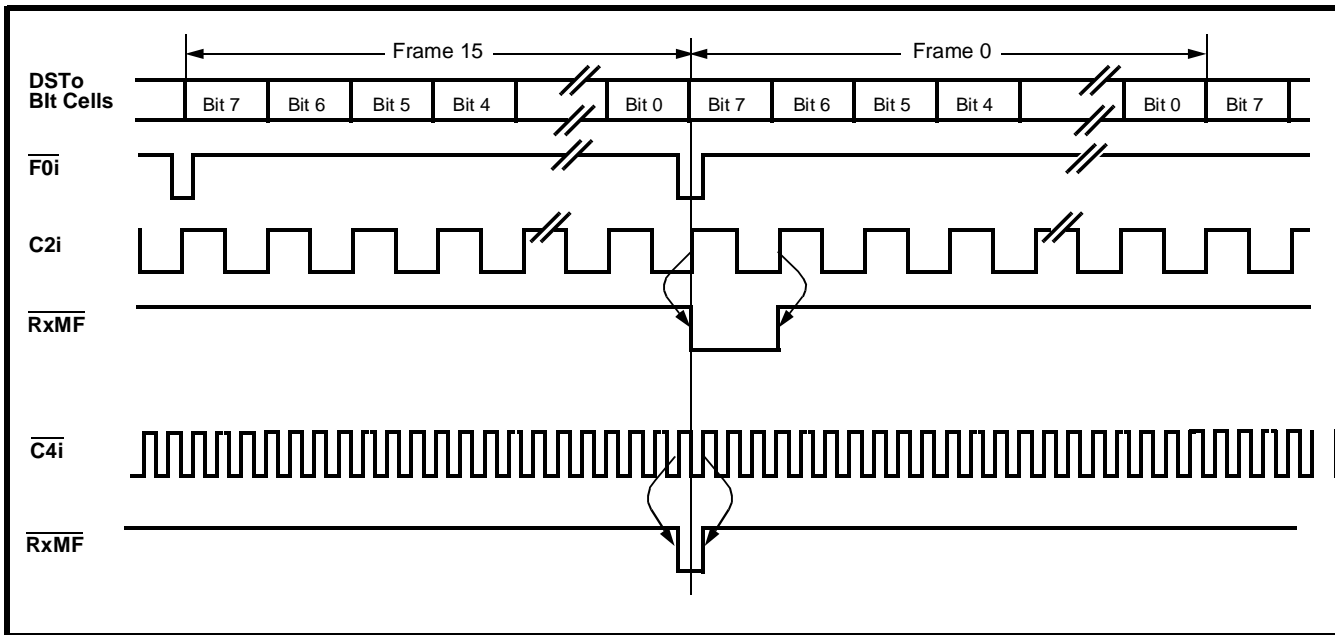 Frame 15 Frame 0
DSTo
BIt Cells
Bit 7 Bit 6 Bit 5 Bit 4 Bit 0 Bit 7 Bit 6 Bit 5 Bit 4 Bit 0 Bit 7
F0i
C2i
RxMF
C4i
RxMF